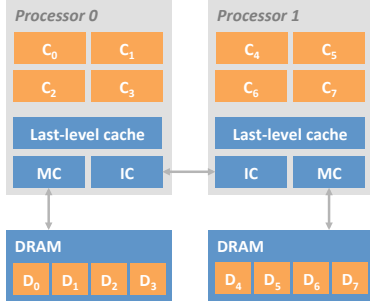 Processor 0 Processor 1
C0 C1 C4 C5
C2 C3 C6 C7
Last-level cache Last-level cache
MC IC IC MC
DRAM DRAM
D0 D1 D2 D3 D4 D5 D6 D7